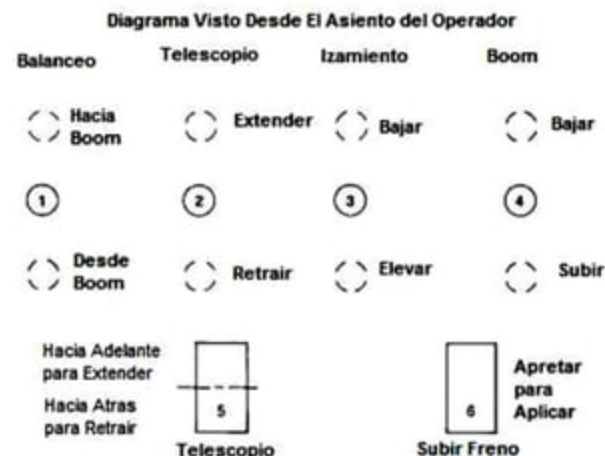 Diagrama Visto Desde El Asiento del Operador
Balanceo Telescopio Izamiento Boom
Hacia Boom
Extender
Bajar
Bajar
1 2 3 4
Desde Boom
Retrair
Elevar
Subir
Hacia Adelante
para Extender
Hacia Atras
para Retrair
5
Telescopio
6
Apretar
para
Aplicar
Subir Freno